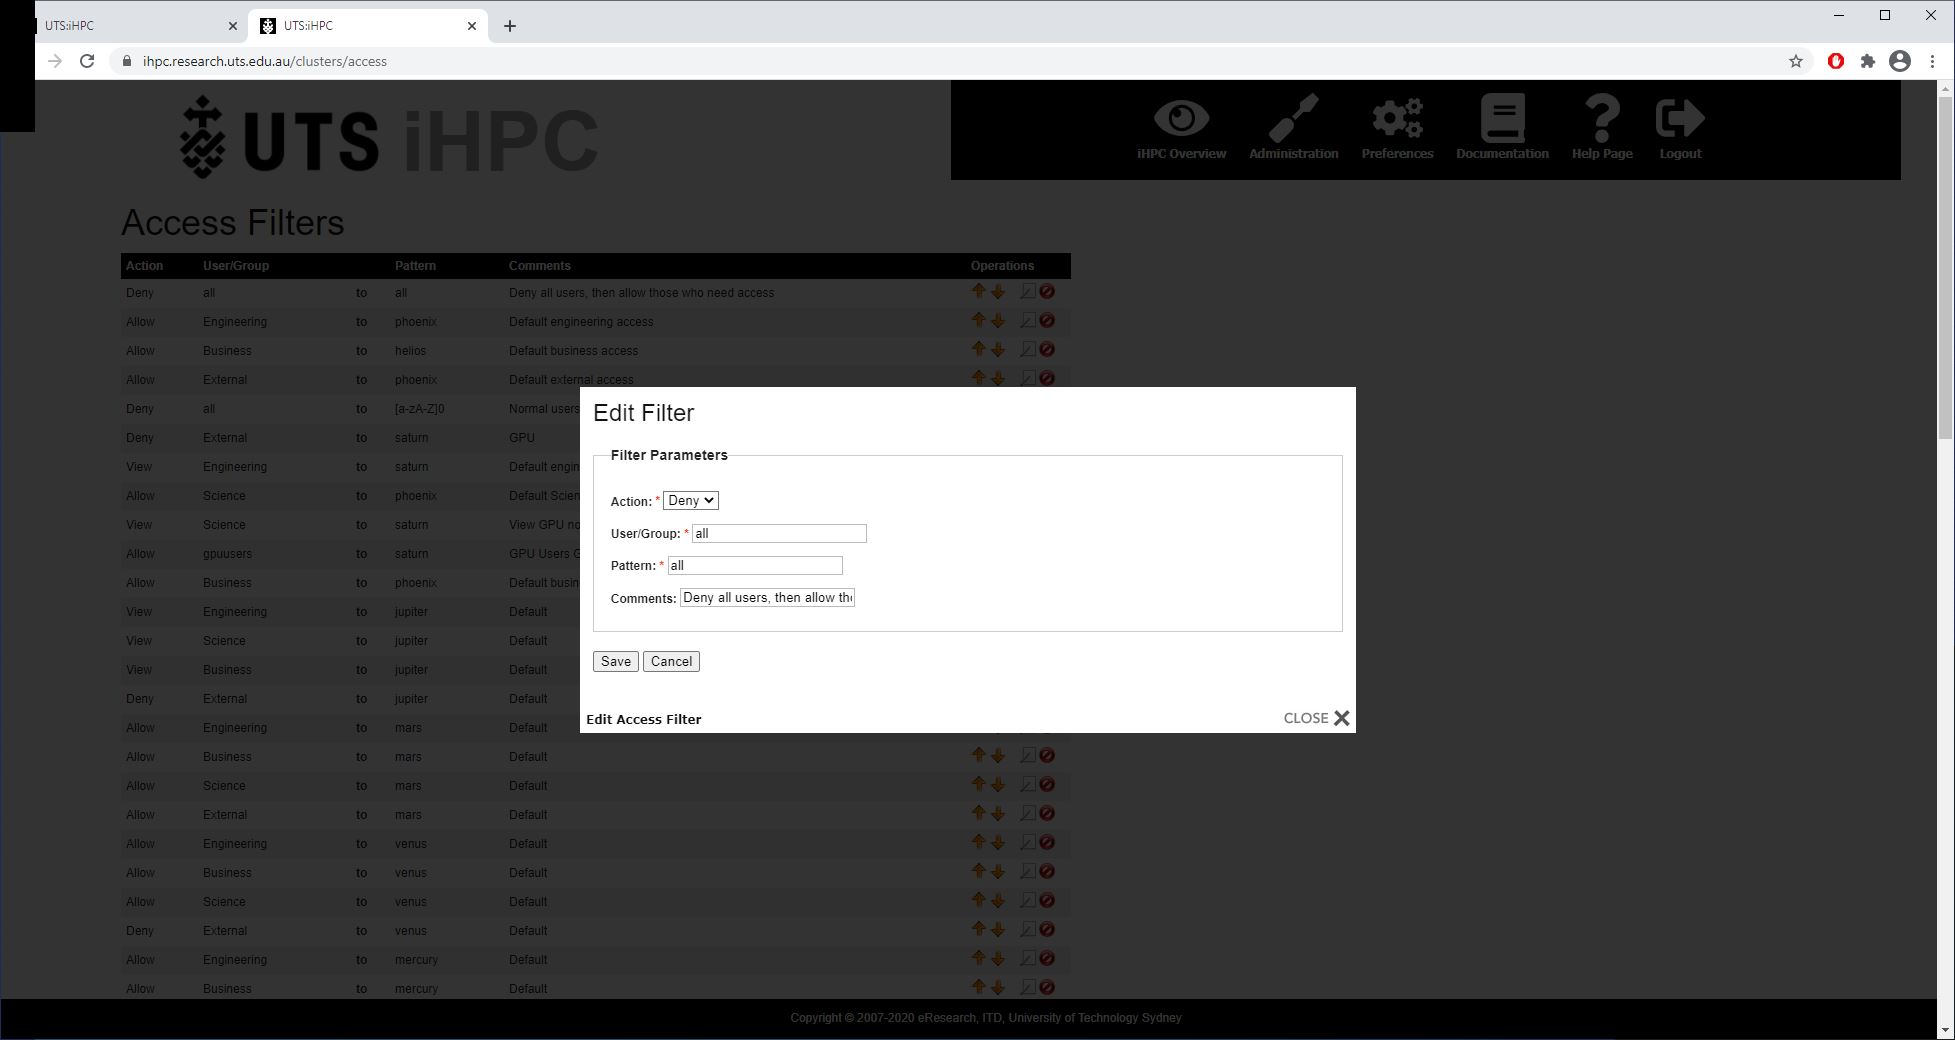 UTS:iHPC
UTS:iHPC
ihpc.research.uts.edu.au/clusters/access
UTS iHPC
iHPC Overview Administration Preferences Documentation Help Page Logout
Access Filters
Action User/Group Pattern Comments Operations
Deny all to all Deny all users, then allow those who need access
Allow Engineering to phoenix Default engineering access
Allow Business to helios Default business access
Allow External to phoenix Default external access
Deny all to [a-zA-Z]0 Normal users
Deny External to saturn GPU
View Engineering to saturn Default engin
Allow Science to phoenix Default Scien
View Science to saturn View GPU no
Allow gpuusers to saturn GPU Users G
Allow Business to phoenix Default busin
View Engineering to jupiter Default
View Science to jupiter Default
View Business to jupiter Default
Deny External to jupiter Default
Allow Engineering to mars Default
Allow Business to mars Default
Allow Science to mars Default
Allow External to mars Default
Allow Engineering to venus Default
Allow Business to venus Default
Allow Science to venus Default
Deny External to venus Default
Allow Engineering to mercury Default
Allow Business to mercury Default
Edit Filter
Filter Parameters
Action: * Deny
User/Group: * all
Pattern: * all
Comments: Deny all users, then allow tho
Save Cancel
Edit Access Filter CLOSE
Copyright © 2007-2020 eResearch, ITD, University of Technology Sydney